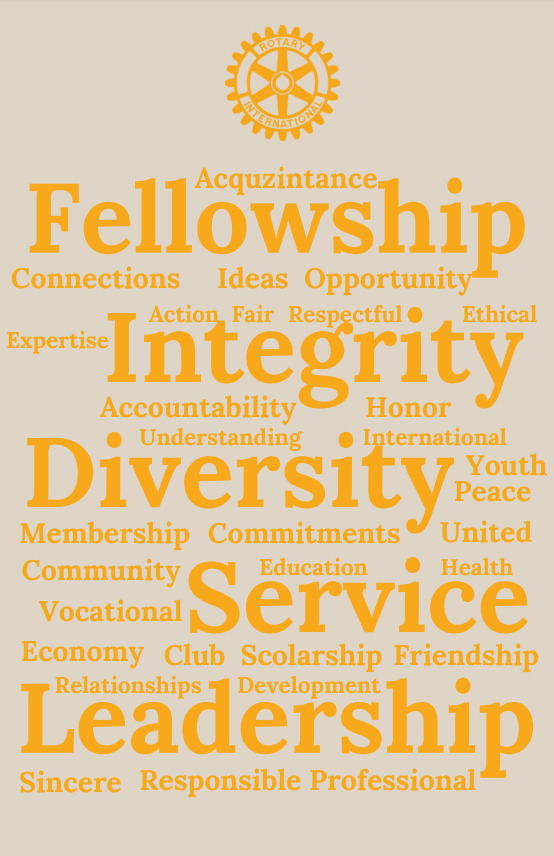 ROTARY
INTERNATIONAL
Acquzintance
Fellowship
Connections Ideas Opportunity
Action Fair Respectful Ethical
Expertise Integrity
Accountability Honor
Understanding International
Diversity Youth
Peace
Membership Commitments United
Community Education Health
Vocational Service
Economy Club Scolarship Friendship
Relationships Development
Leadership
Sincere Responsible Professional